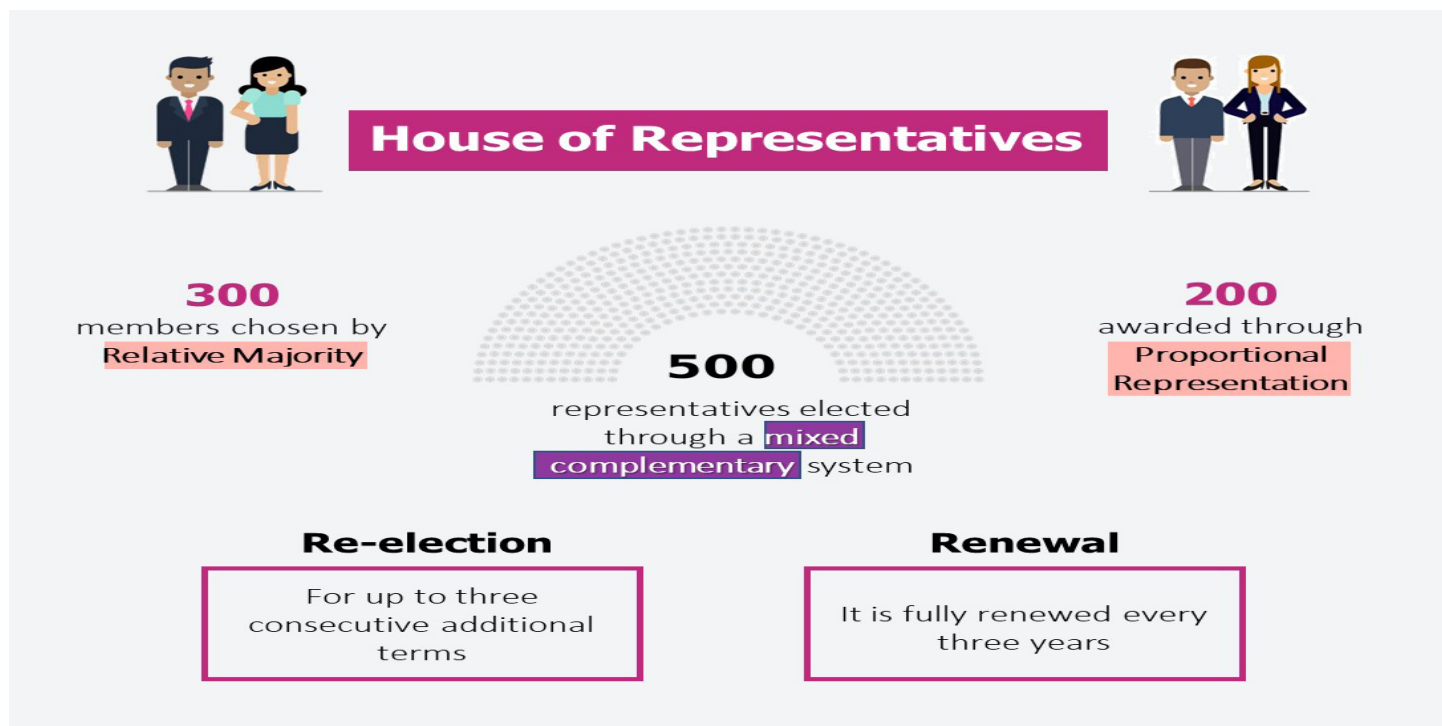 House of Representatives
300
members chosen by
Relative Majority
500
representatives elected
through a mixed
complementary system
200
awarded through
Proportional
Representation
Re-election
For up to three
consecutive additional
terms
Renewal
It is fully renewed every
three years